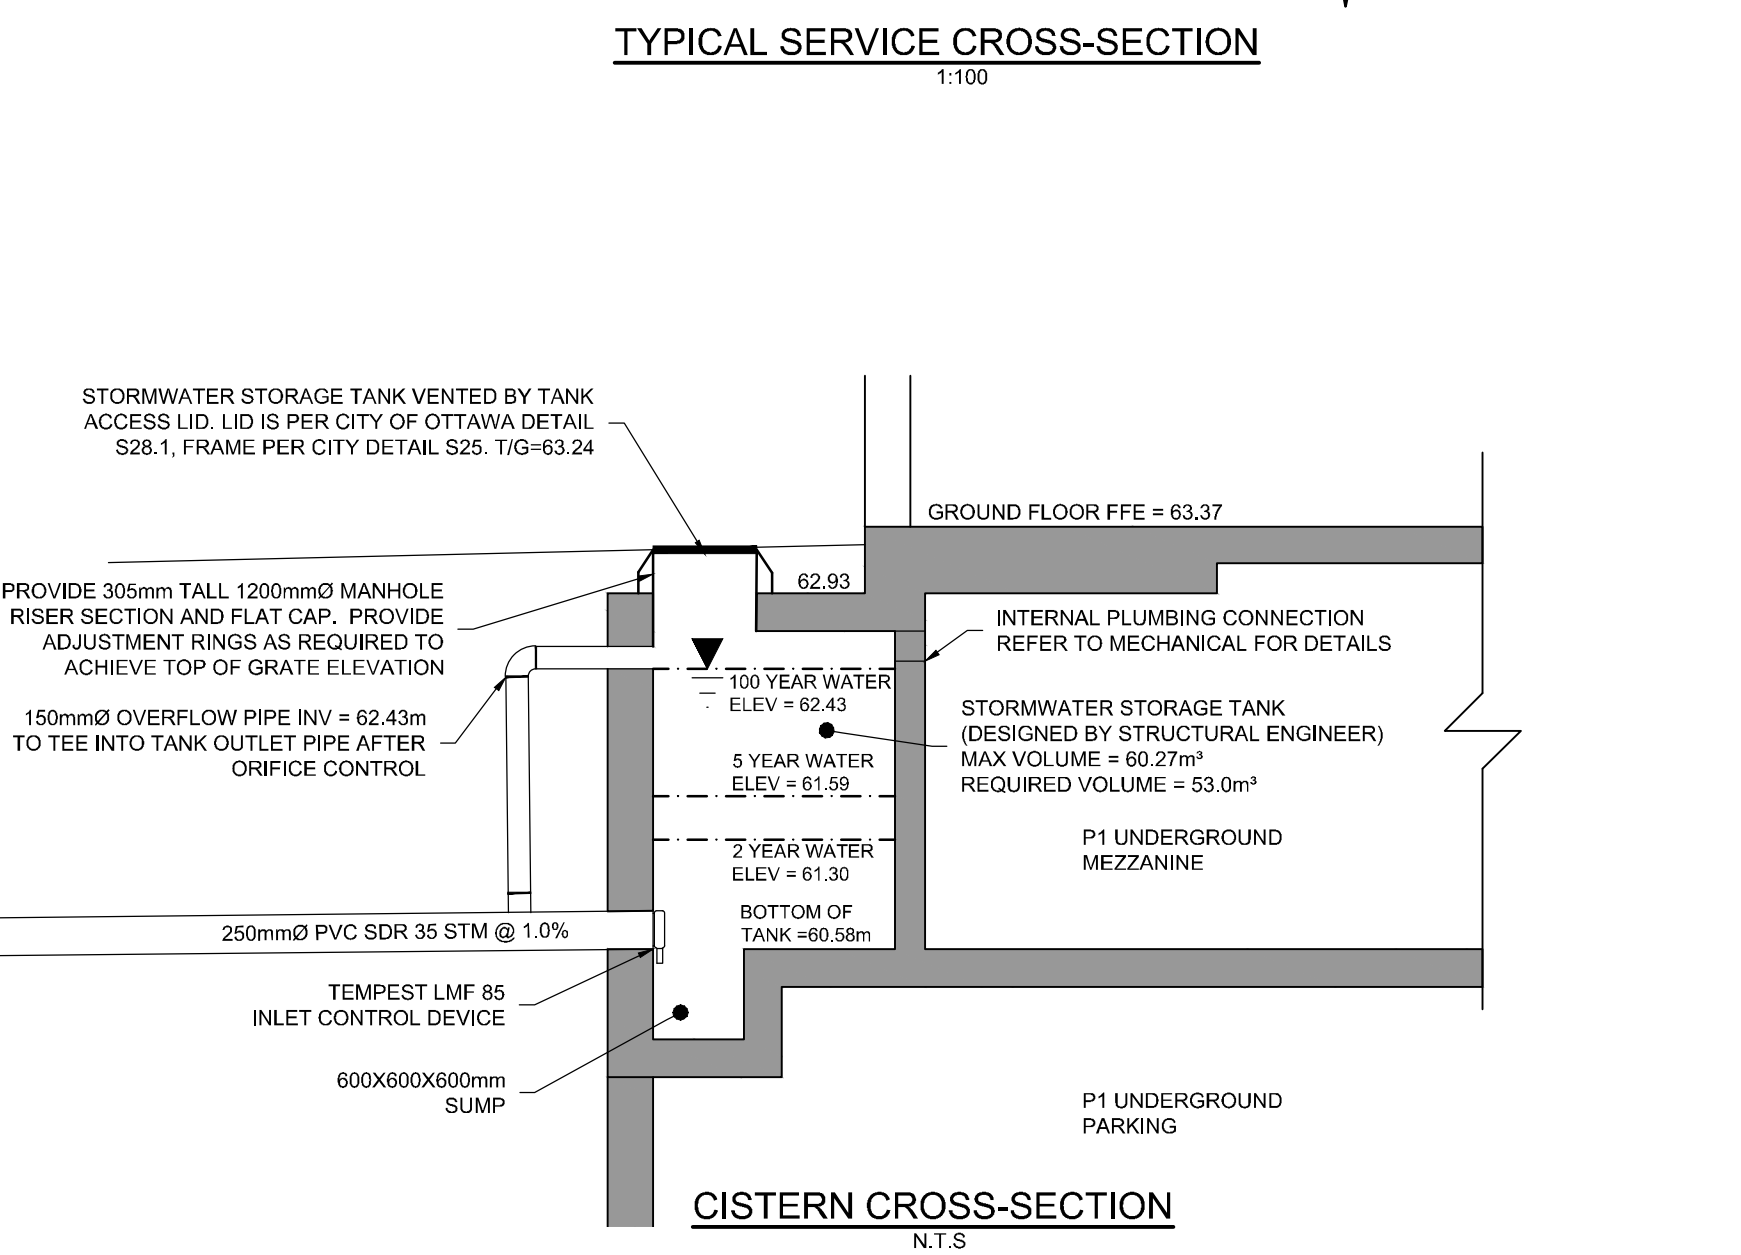 TYPICAL SERVICE CROSS-SECTION
1:100
STORMWATER STORAGE TANK VENTED BY TANK
ACCESS LID. LID IS PER CITY OF OTTAWA DETAIL
S28.1, FRAME PER CITY DETAIL S25. T/G=63.24
GROUND FLOOR FFE = 63.37
PROVIDE 305mm TALL 1200mmØ MANHOLE
RISER SECTION AND FLAT CAP. PROVIDE
ADJUSTMENT RINGS AS REQUIRED TO
ACHIEVE TOP OF GRATE ELEVATION
62.93
INTERNAL PLUMBING CONNECTION
REFER TO MECHANICAL FOR DETAILS
150mmØ OVERFLOW PIPE INV = 62.43m
TO TEE INTO TANK OUTLET PIPE AFTER
ORIFICE CONTROL
100 YEAR WATER
ELEV = 62.43
STORMWATER STORAGE TANK
(DESIGNED BY STRUCTURAL ENGINEER)
MAX VOLUME = 60.27m³
REQUIRED VOLUME = 53.0m³
5 YEAR WATER
ELEV = 61.59
P1 UNDERGROUND
MEZZANINE
2 YEAR WATER
ELEV = 61.30
BOTTOM OF
TANK =60.58m
250mmØ PVC SDR 35 STM @ 1.0%
TEMPEST LMF 85
INLET CONTROL DEVICE
600X600X600mm
SUMP
P1 UNDERGROUND
PARKING
CISTERN CROSS-SECTION
N.T.S